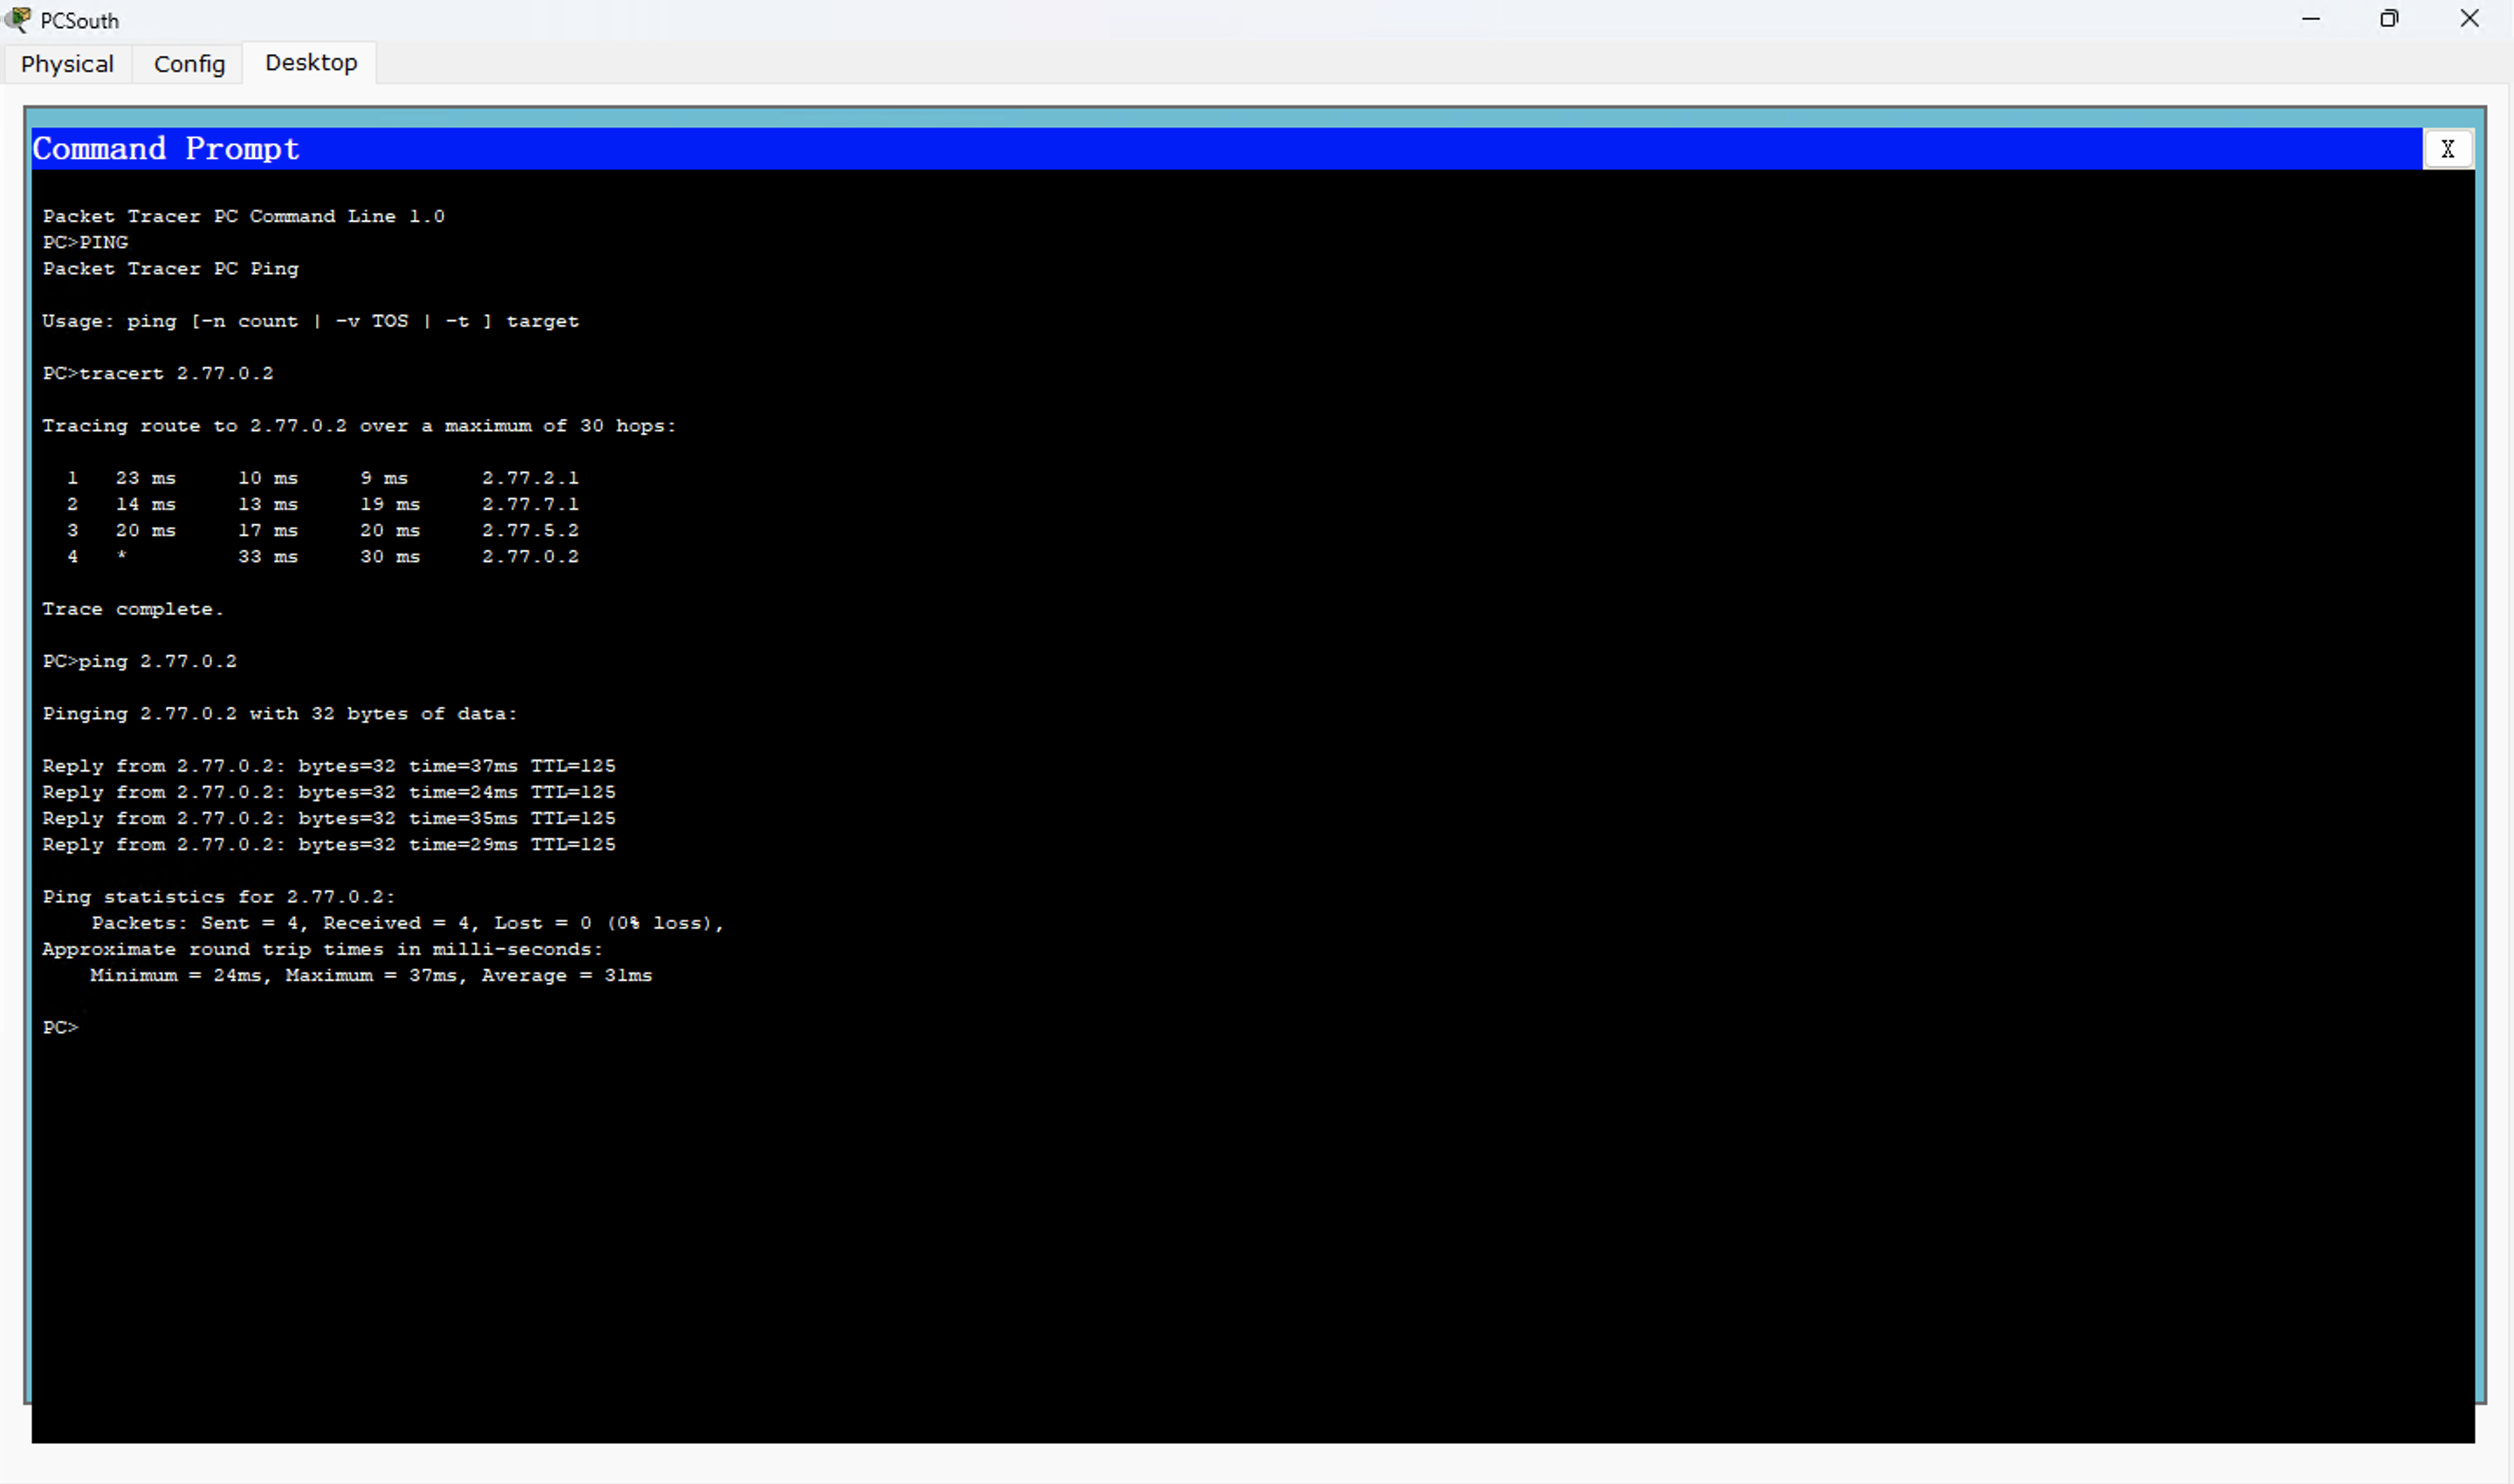 PCSouth
Physical Config Desktop
Command Prompt X
Packet Tracer PC Command Line 1.0
PC>PING
Packet Tracer PC Ping
Usage: ping [-n count | -v TOS | -t ] target
PC>tracert 2.77.0.2
Tracing route to 2.77.0.2 over a maximum of 30 hops:
1 23 ms 10 ms 9 ms 2.77.2.1
2 14 ms 13 ms 19 ms 2.77.7.1
3 20 ms 17 ms 20 ms 2.77.5.2
4 * 33 ms 30 ms 2.77.0.2
Trace complete.
PC>ping 2.77.0.2
Pinging 2.77.0.2 with 32 bytes of data:
Reply from 2.77.0.2: bytes=32 time=37ms TTL=125
Reply from 2.77.0.2: bytes=32 time=24ms TTL=125
Reply from 2.77.0.2: bytes=32 time=35ms TTL=125
Reply from 2.77.0.2: bytes=32 time=29ms TTL=125
Ping statistics for 2.77.0.2:
Packets: Sent = 4, Received = 4, Lost = 0 (0% loss),
Approximate round trip times in milli-seconds:
Minimum = 24ms, Maximum = 37ms, Average = 31ms
PC>